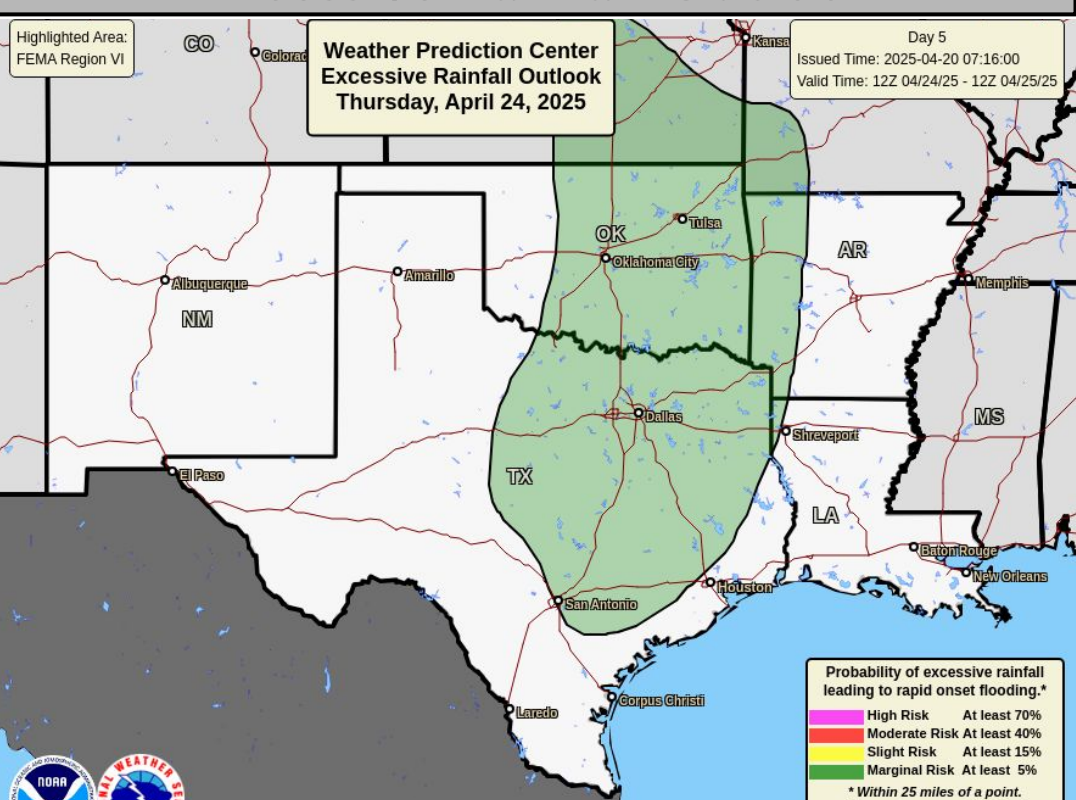 Highlighted Area:
FEMA Region VI
Weather Prediction Center
Excessive Rainfall Outlook
Thursday, April 24, 2025
Day 5
Issued Time: 2025-04-20 07:16:00
Valid Time: 12Z 04/24/25 - 12Z 04/25/25
CO
Colorad
Kansa
Tulsa
OK
Oklahoma City
AR
Amarillo
Albuquerque
Memphis
NM
Dallas
MS
Shreveport
El Paso
TX
LA
Baton Rouge
New Orleans
Houston
San Antonio
Corpus Christi
Laredo
Probability of excessive rainfall
leading to rapid onset flooding.*
High Risk At least 70%
Moderate Risk At least 40%
Slight Risk At least 15%
Marginal Risk At least 5%
* Within 25 miles of a point.
NOAA
NAL WEATHER SE